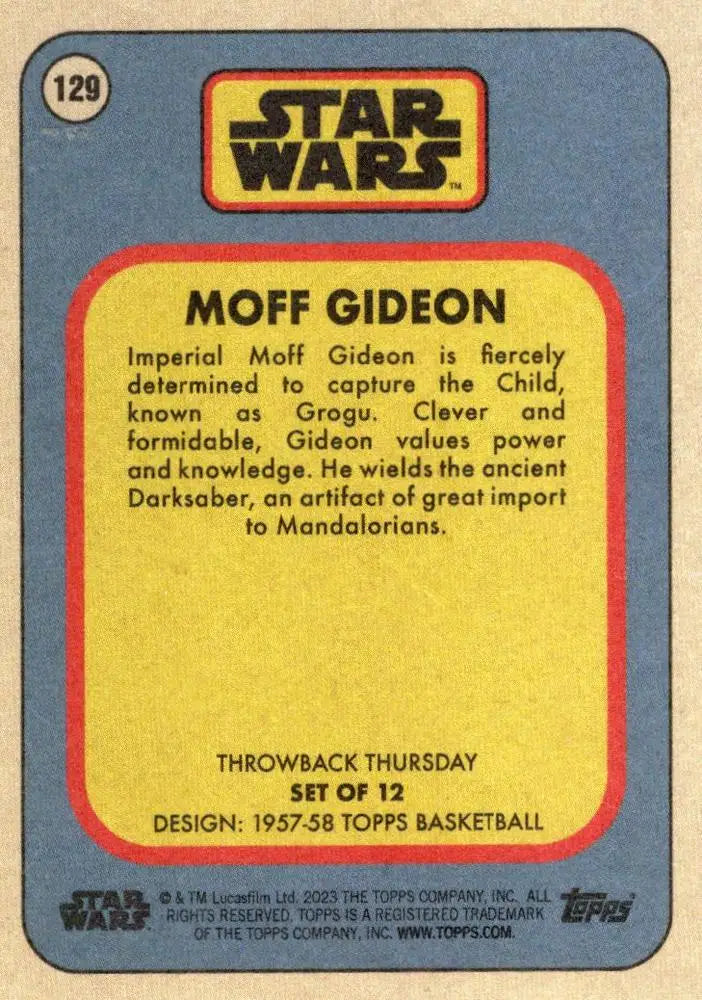 129
STAR
WARS™
MOFF GIDEON
Imperial Moff Gideon is fiercely
determined to capture the Child,
known as Grogu. Clever and
formidable, Gideon values power
and knowledge. He wields the ancient
Darksaber, an artifact of great import
to Mandalorians.
THROWBACK THURSDAY
SET OF 12
DESIGN: 1957-58 TOPPS BASKETBALL
STAR
WARS
© & TM Lucasfilm Ltd. 2023 THE TOPPS COMPANY, INC. ALL
RIGHTS RESERVED. TOPPS IS A REGISTERED TRADEMARK
OF THE TOPPS COMPANY, INC. WWW.TOPPS.COM.
topps®